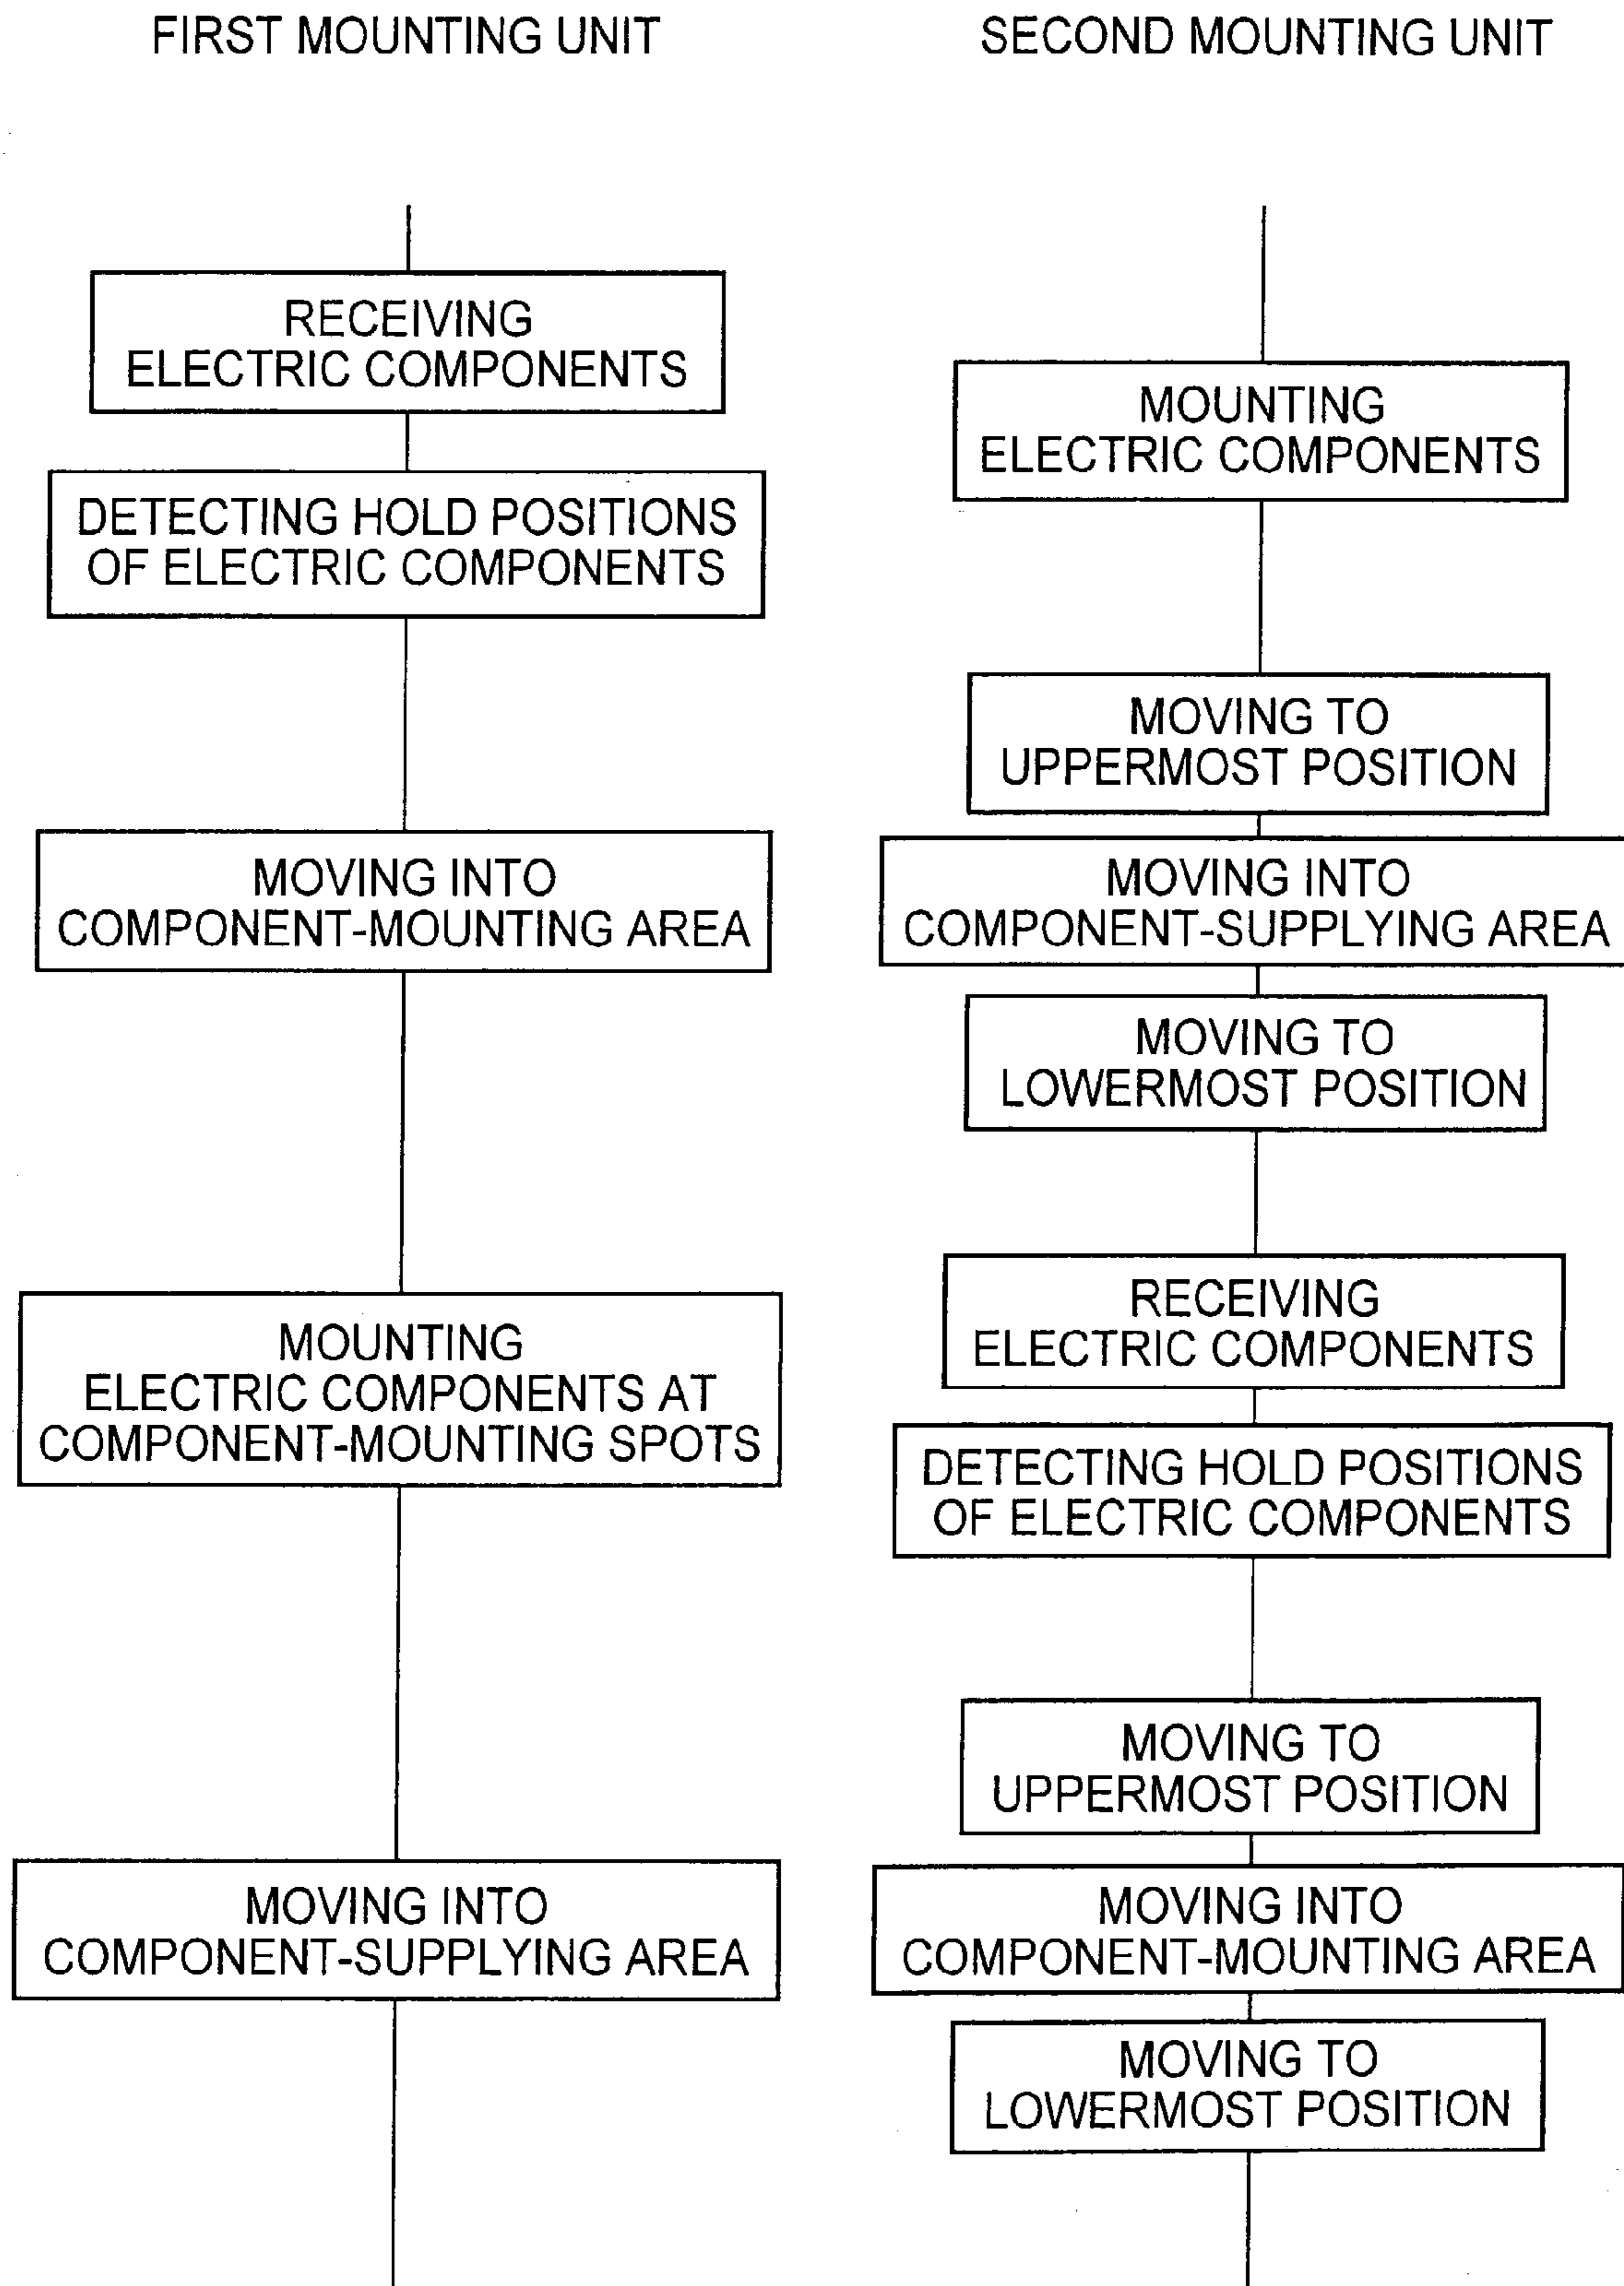 FIRST MOUNTING UNIT
RECEIVING
ELECTRIC COMPONENTS
DETECTING HOLD POSITIONS
OF ELECTRIC COMPONENTS
MOVING INTO
COMPONENT-MOUNTING AREA
MOUNTING
ELECTRIC COMPONENTS AT
COMPONENT-MOUNTING SPOTS
MOVING INTO
COMPONENT-SUPPLYING AREA
SECOND MOUNTING UNIT
MOUNTING
ELECTRIC COMPONENTS
MOVING TO
UPPERMOST POSITION
MOVING INTO
COMPONENT-SUPPLYING AREA
MOVING TO
LOWERMOST POSITION
RECEIVING
ELECTRIC COMPONENTS
DETECTING HOLD POSITIONS
OF ELECTRIC COMPONENTS
MOVING TO
UPPERMOST POSITION
MOVING INTO
COMPONENT-MOUNTING AREA
MOVING TO
LOWERMOST POSITION